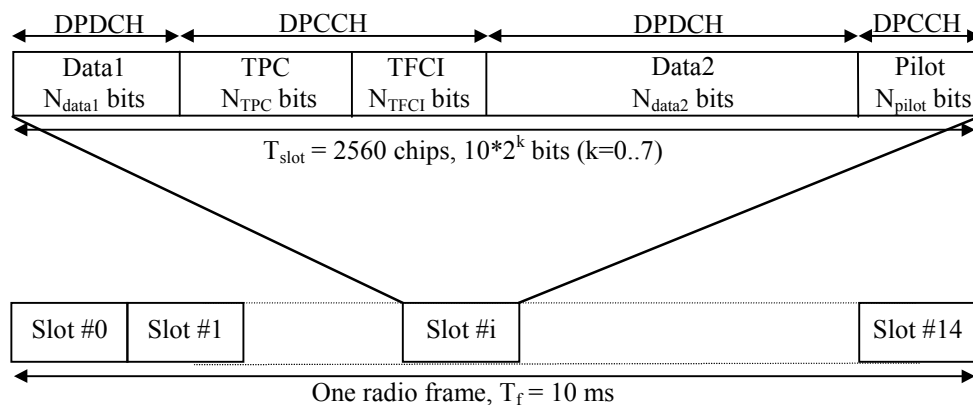 DPDCH DPCCH DPDCH DPCCH
Data1 TPC TFCI Data2 Pilot
N_data1 bits N_TPC bits N_TFCI bits N_data2 bits N_pilot bits
T_slot = 2560 chips, 10*2^k bits (k=0..7)
Slot #0 Slot #1 Slot #i Slot #14
One radio frame, T_f = 10 ms